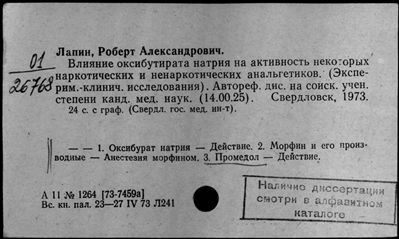 Лапин, Роберт Александрович.
01
26768
Влияние оксибутирата натрия на активность некоторых
наркотических и ненаркотических анальгетиков. (Экспе-
рим.-клинич. исследования). Автореф. дис. на соиск. учен.
степени канд. мед. наук. (14.00.25). Свердловск, 1973.
24 с. с граф. (Свердл. гос. мед. ин-т).
— — 1. Оксибурат натрия — Действие. 2. Морфин и его произ-
водные — Анестезия морфином. 3. Промедол — Действие.
А 11 № 1264 [73-7459а]
Вс. кн. пал. 23—27 IV 73 Л241
Наличие диссертации
смотри в алфавитном
каталоге